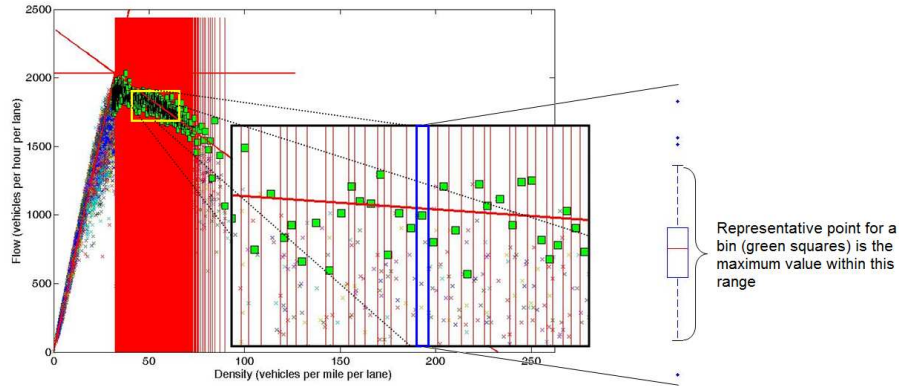 2500
2000
1500
1000
500
0
0
50
100
150
200
250
Flow (vehicles per hour per lane)
Density (vehicles per mile per lane)
Representative point for a
bin (green squares) is the
maximum value within this
range